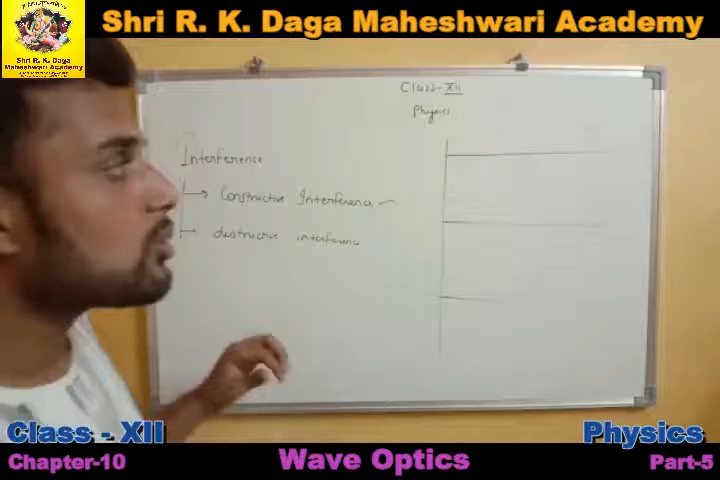 Shri R. K. Daga Maheshwari Academy
Shri R. K. Daga
Maheshwari Academy
Class-XII
Physics
Interference
Constructive Interference
destructive interference
Class - XII
Physics
Chapter-10
Wave Optics
Part-5